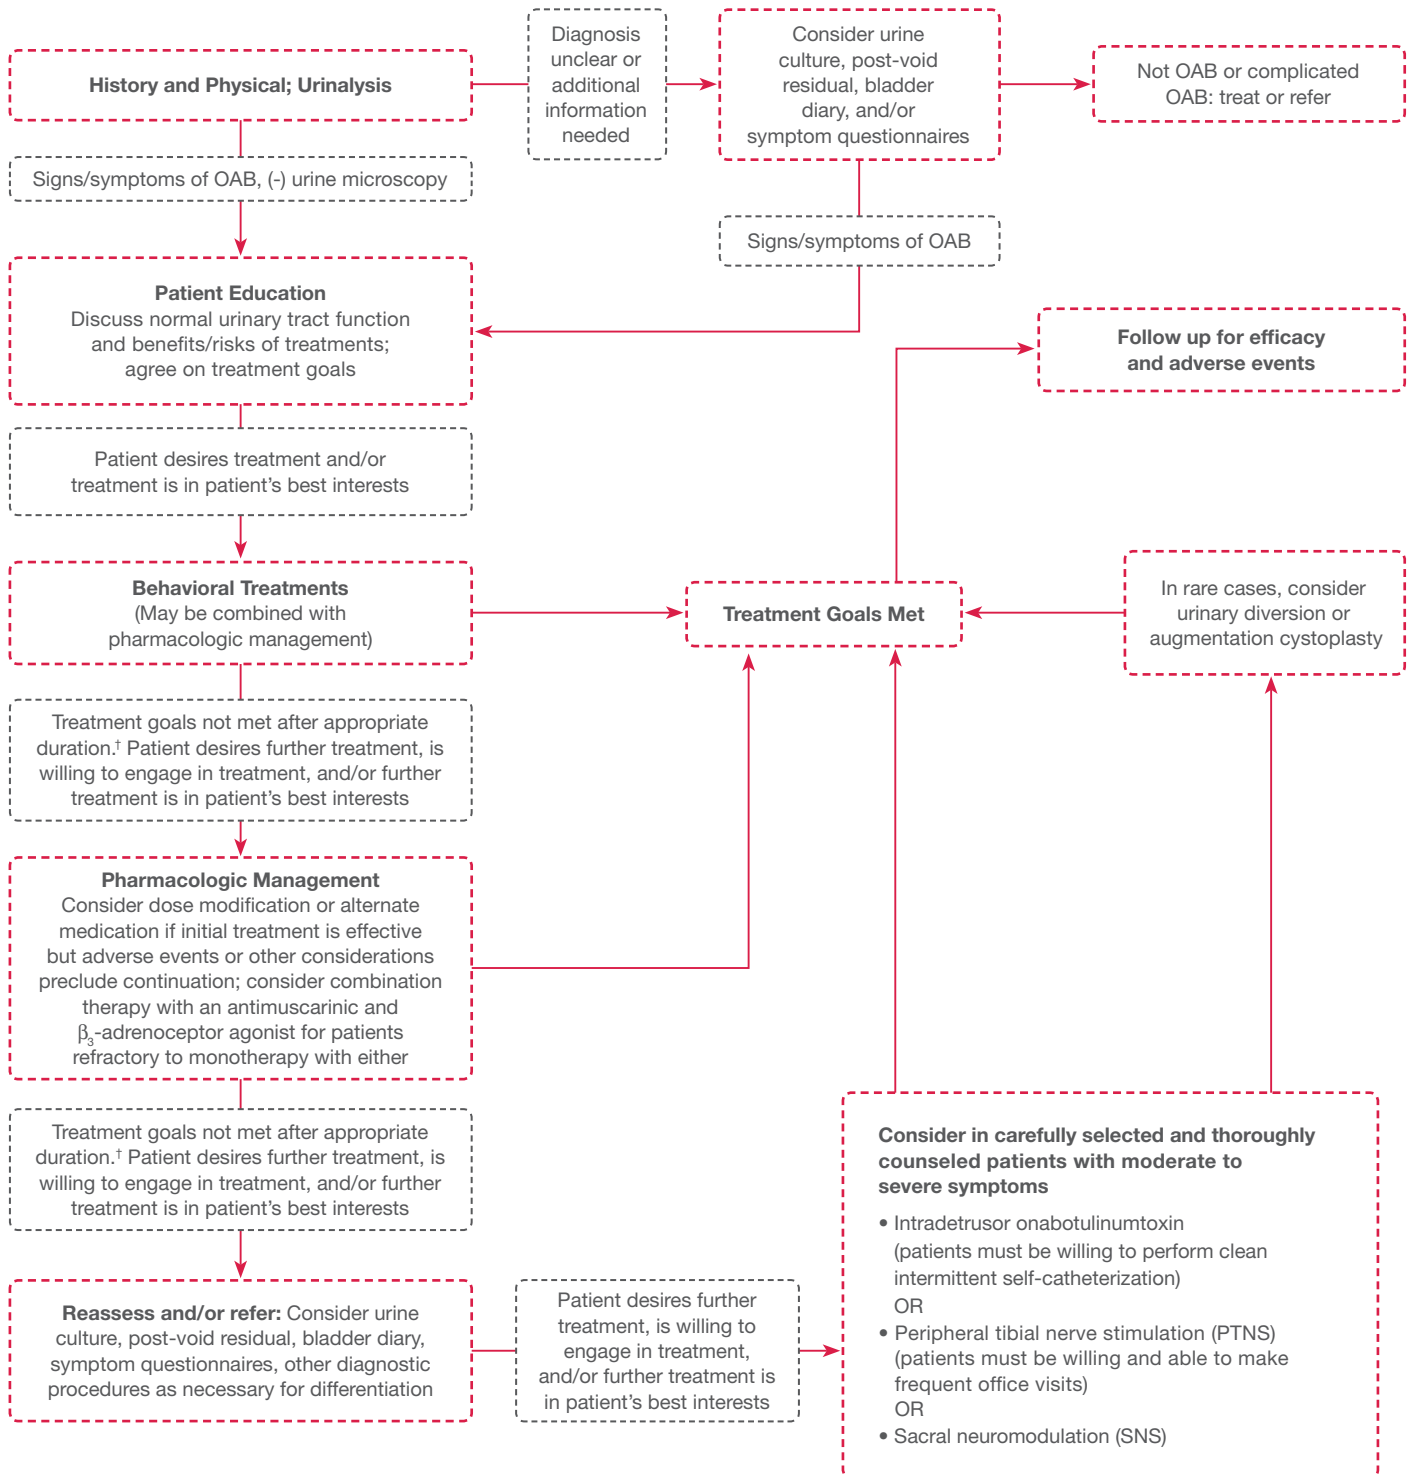 History and Physical; Urinalysis
Diagnosis
unclear or
additional
information
needed
Consider urine
culture, post-void
residual, bladder
diary, and/or
symptom questionnaires
Not OAB or complicated
OAB: treat or refer
Signs/symptoms of OAB, (-) urine microscopy
Signs/symptoms of OAB
Patient Education
Discuss normal urinary tract function
and benefits/risks of treatments;
agree on treatment goals
Follow up for efficacy
and adverse events
Patient desires treatment and/or
treatment is in patient’s best interests
Behavioral Treatments
(May be combined with
pharmacologic management)
Treatment Goals Met
In rare cases, consider
urinary diversion or
augmentation cystoplasty
Treatment goals not met after appropriate
duration.† Patient desires further treatment, is
willing to engage in treatment, and/or further
treatment is in patient’s best interests
Pharmacologic Management
Consider dose modification or alternate
medication if initial treatment is effective
but adverse events or other considerations
preclude continuation; consider combination
therapy with an antimuscarinic and
β₃-adrenoceptor agonist for patients
refractory to monotherapy with either
Treatment goals not met after appropriate
duration.† Patient desires further treatment, is
willing to engage in treatment, and/or further
treatment is in patient’s best interests
Reassess and/or refer: Consider urine
culture, post-void residual, bladder diary,
symptom questionnaires, other diagnostic
procedures as necessary for differentiation
Patient desires further
treatment, is willing to
engage in treatment,
and/or further treatment is
in patient’s best interests
Consider in carefully selected and thoroughly
counseled patients with moderate to
severe symptoms
• Intradetrusor onabotulinumtoxin
(patients must be willing to perform clean
intermittent self-catheterization)
OR
• Peripheral tibial nerve stimulation (PTNS)
(patients must be willing and able to make
frequent office visits)
OR
• Sacral neuromodulation (SNS)